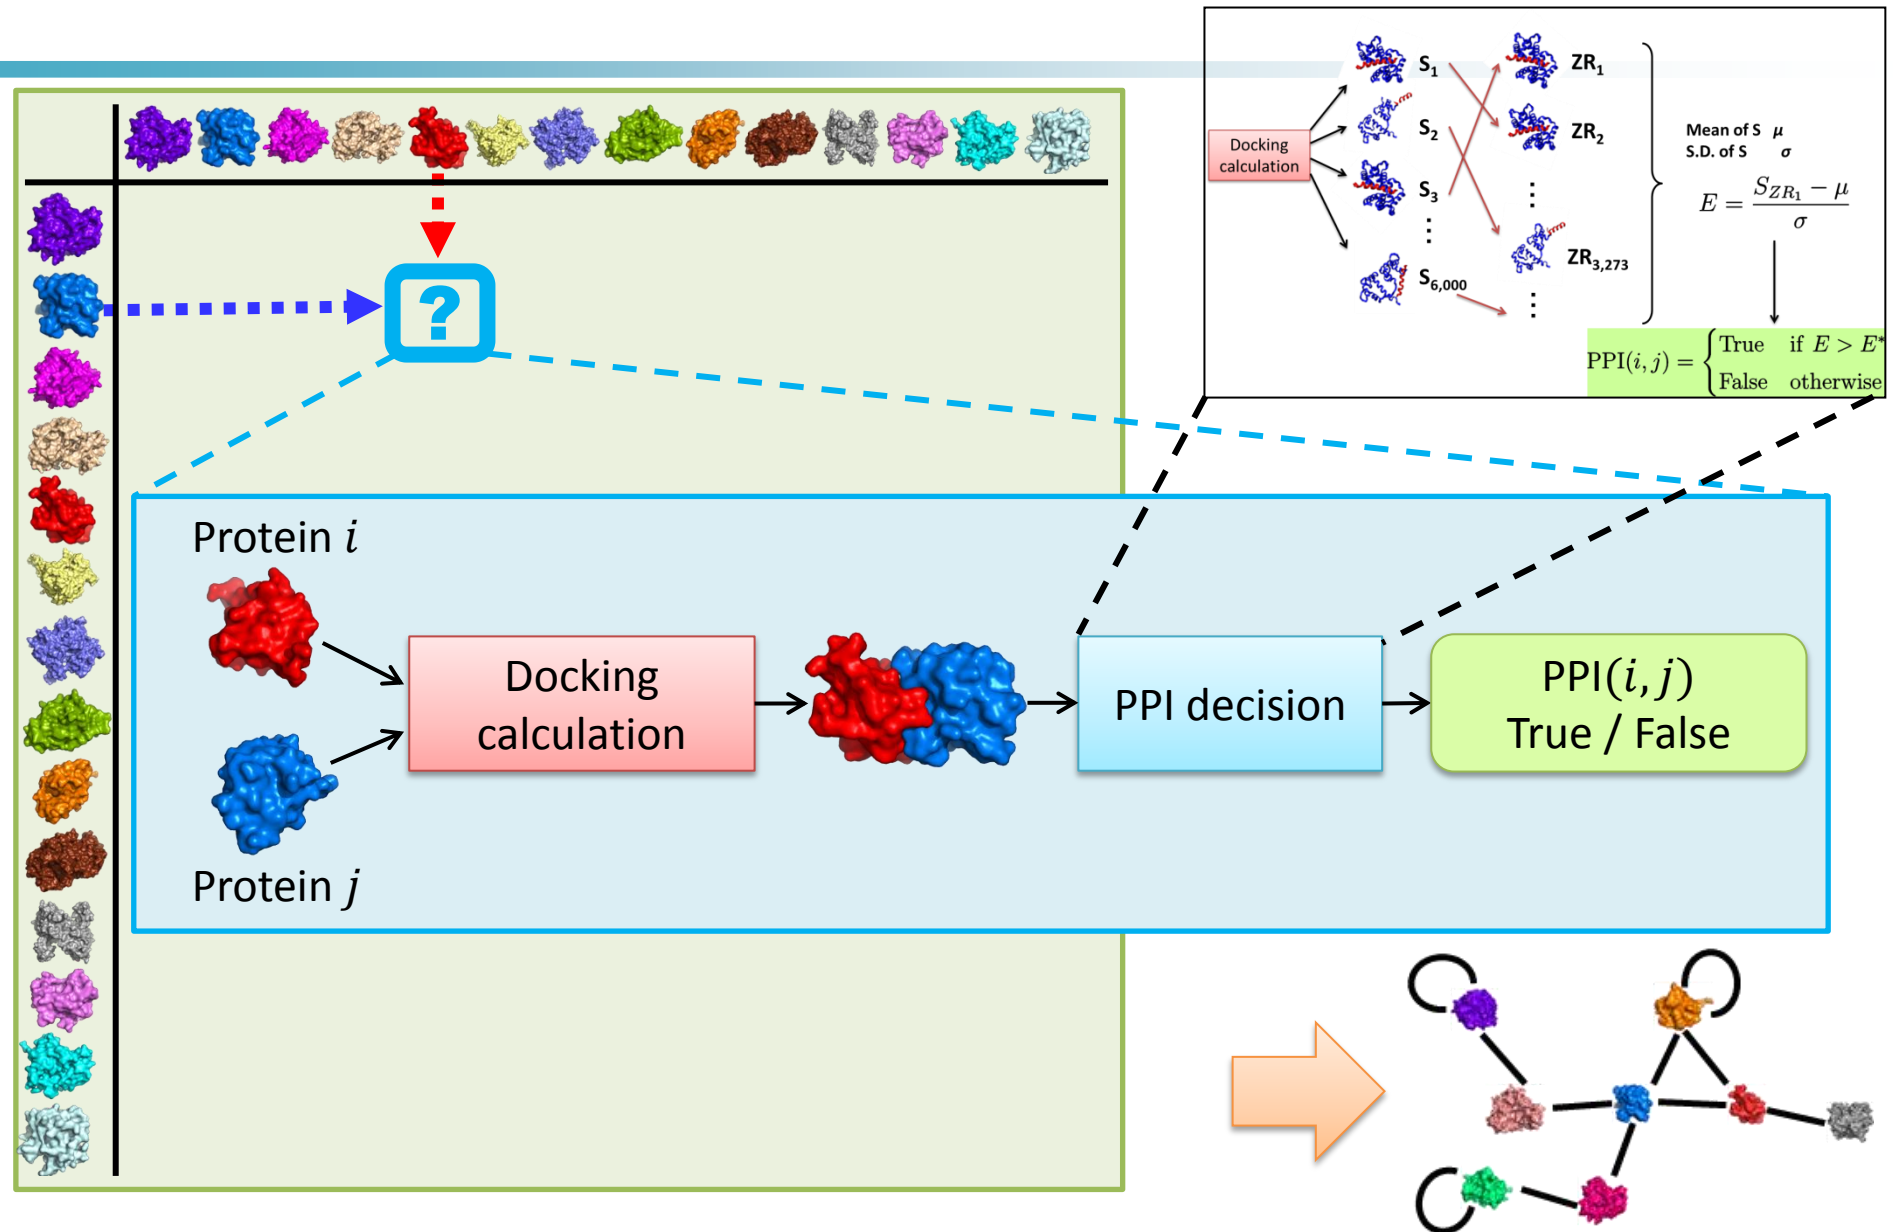 Docking
calculation
S1
S2
S3
⋮
S6,000
ZR1
ZR2
⋮
ZR3,273
⋮
Mean of S μ
S.D. of S σ
E = (S_ZR1 − μ) / σ
PPI(i, j) = { True if E > E*
False otherwise
?
Protein i
Protein j
Docking
calculation
PPI decision
PPI(i, j)
True / False